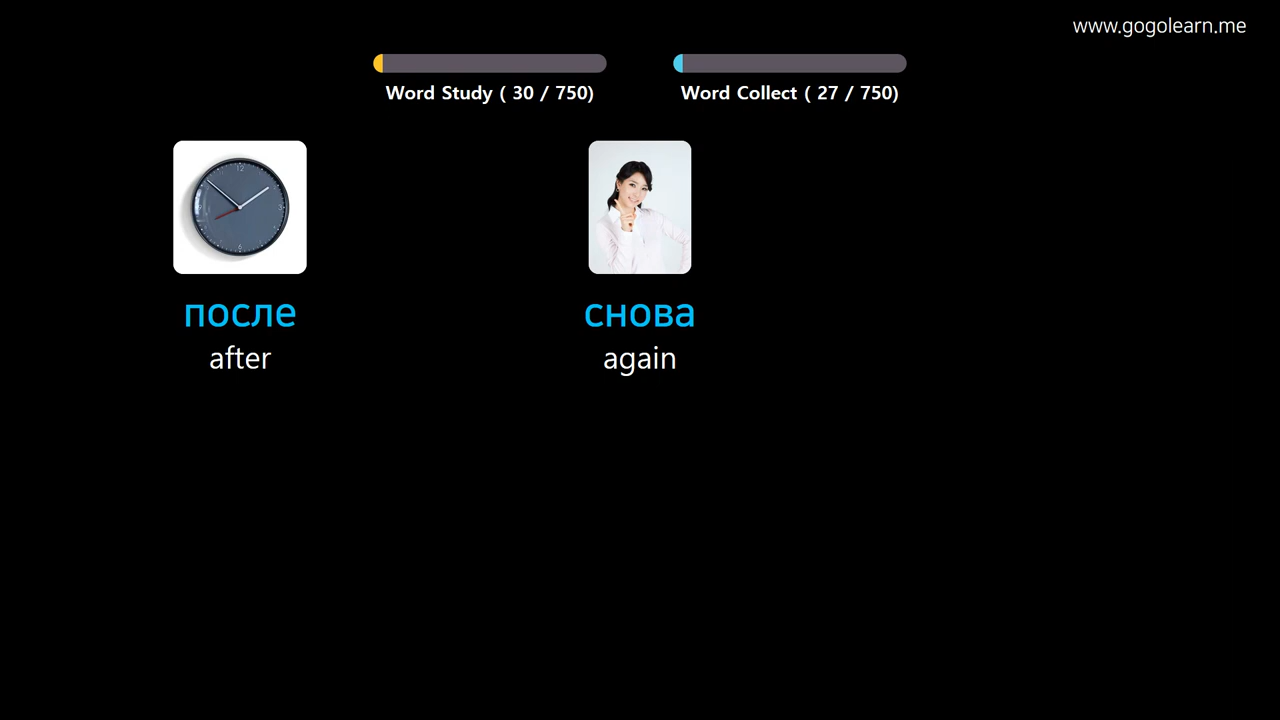 www.gogolearn.me
Word Study ( 30 / 750)
Word Collect ( 27 / 750)
после
after
снова
again